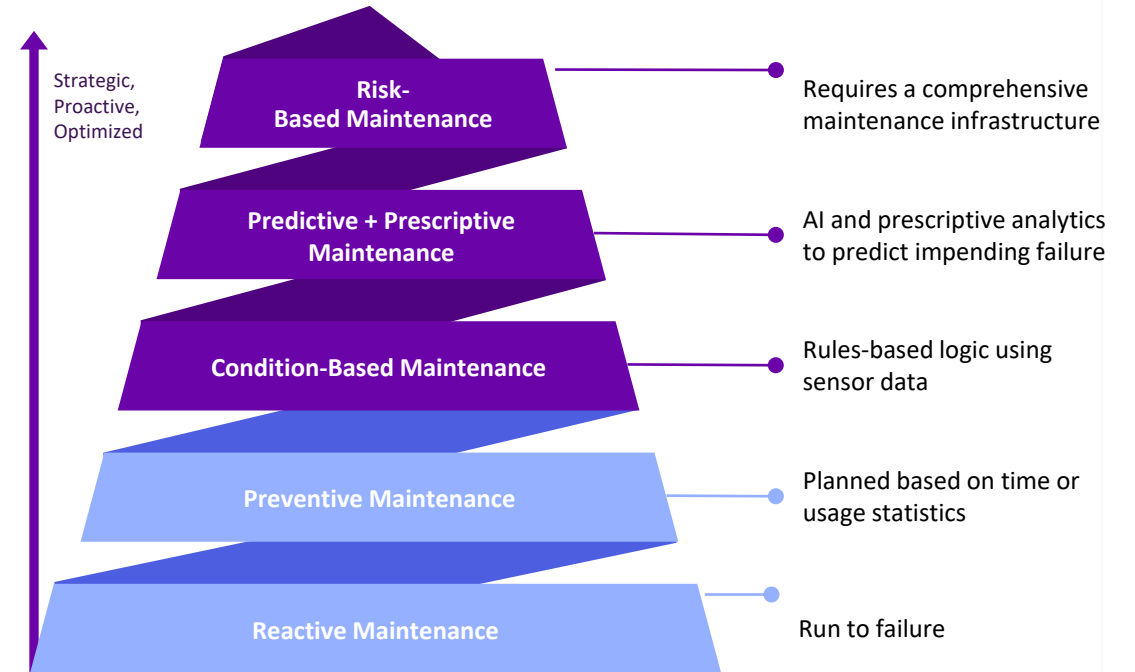 Strategic,
Proactive,
Optimized
Risk-
Based Maintenance
Requires a comprehensive
maintenance infrastructure
Predictive + Prescriptive
Maintenance
AI and prescriptive analytics
to predict impending failure
Condition-Based Maintenance
Rules-based logic using
sensor data
Preventive Maintenance
Planned based on time or
usage statistics
Reactive Maintenance
Run to failure